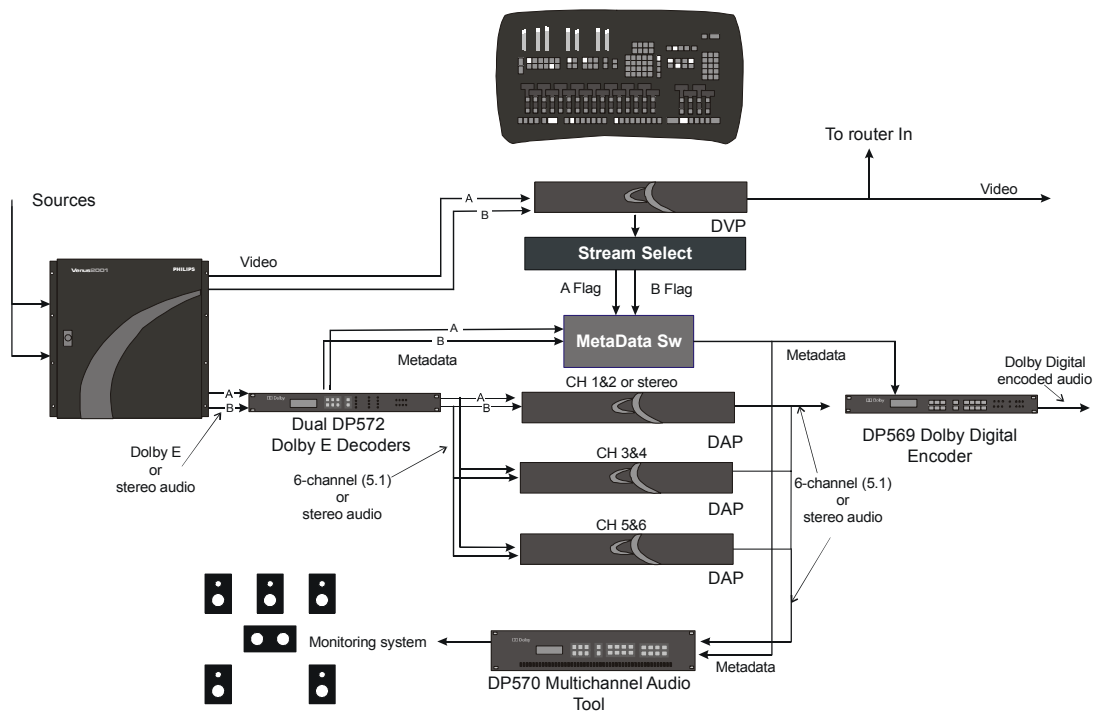 To router In
Sources
A
B
Video
DVP
Stream Select
Video
A Flag
B Flag
Venus2001
PHILIPS
A
B
Metadata
MetaData Sw
Metadata
CH 1&2 or stereo
Dolby Digital
encoded audio
A
B
Dolby
A
B
Dolby
Dual DP572
Dolby E Decoders
DAP
DP569 Dolby Digital
Encoder
Dolby E
or
stereo audio
CH 3&4
6-channel (5.1)
or
stereo audio
DAP
6-channel (5.1)
or
stereo audio
CH 5&6
DAP
Monitoring system
Dolby
Metadata
DP570 Multichannel Audio
Tool